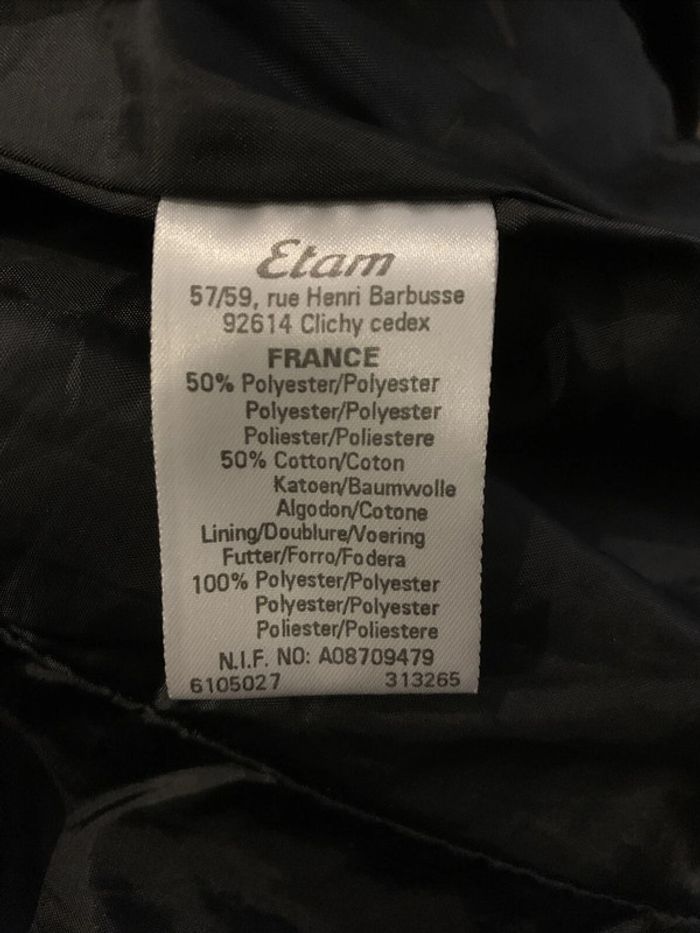 Etam
57/59, rue Henri Barbusse
92614 Clichy cedex
FRANCE
50% Polyester/Polyester
Polyester/Polyester
Poliester/Poliestere
50% Cotton/Coton
Katoen/Baumwolle
Algodon/Cotone
Lining/Doublure/Voering
Futter/Forro/Fodera
100% Polyester/Polyester
Polyester/Polyester
Poliester/Poliestere
N.I.F. NO: A08709479
6105027 313265